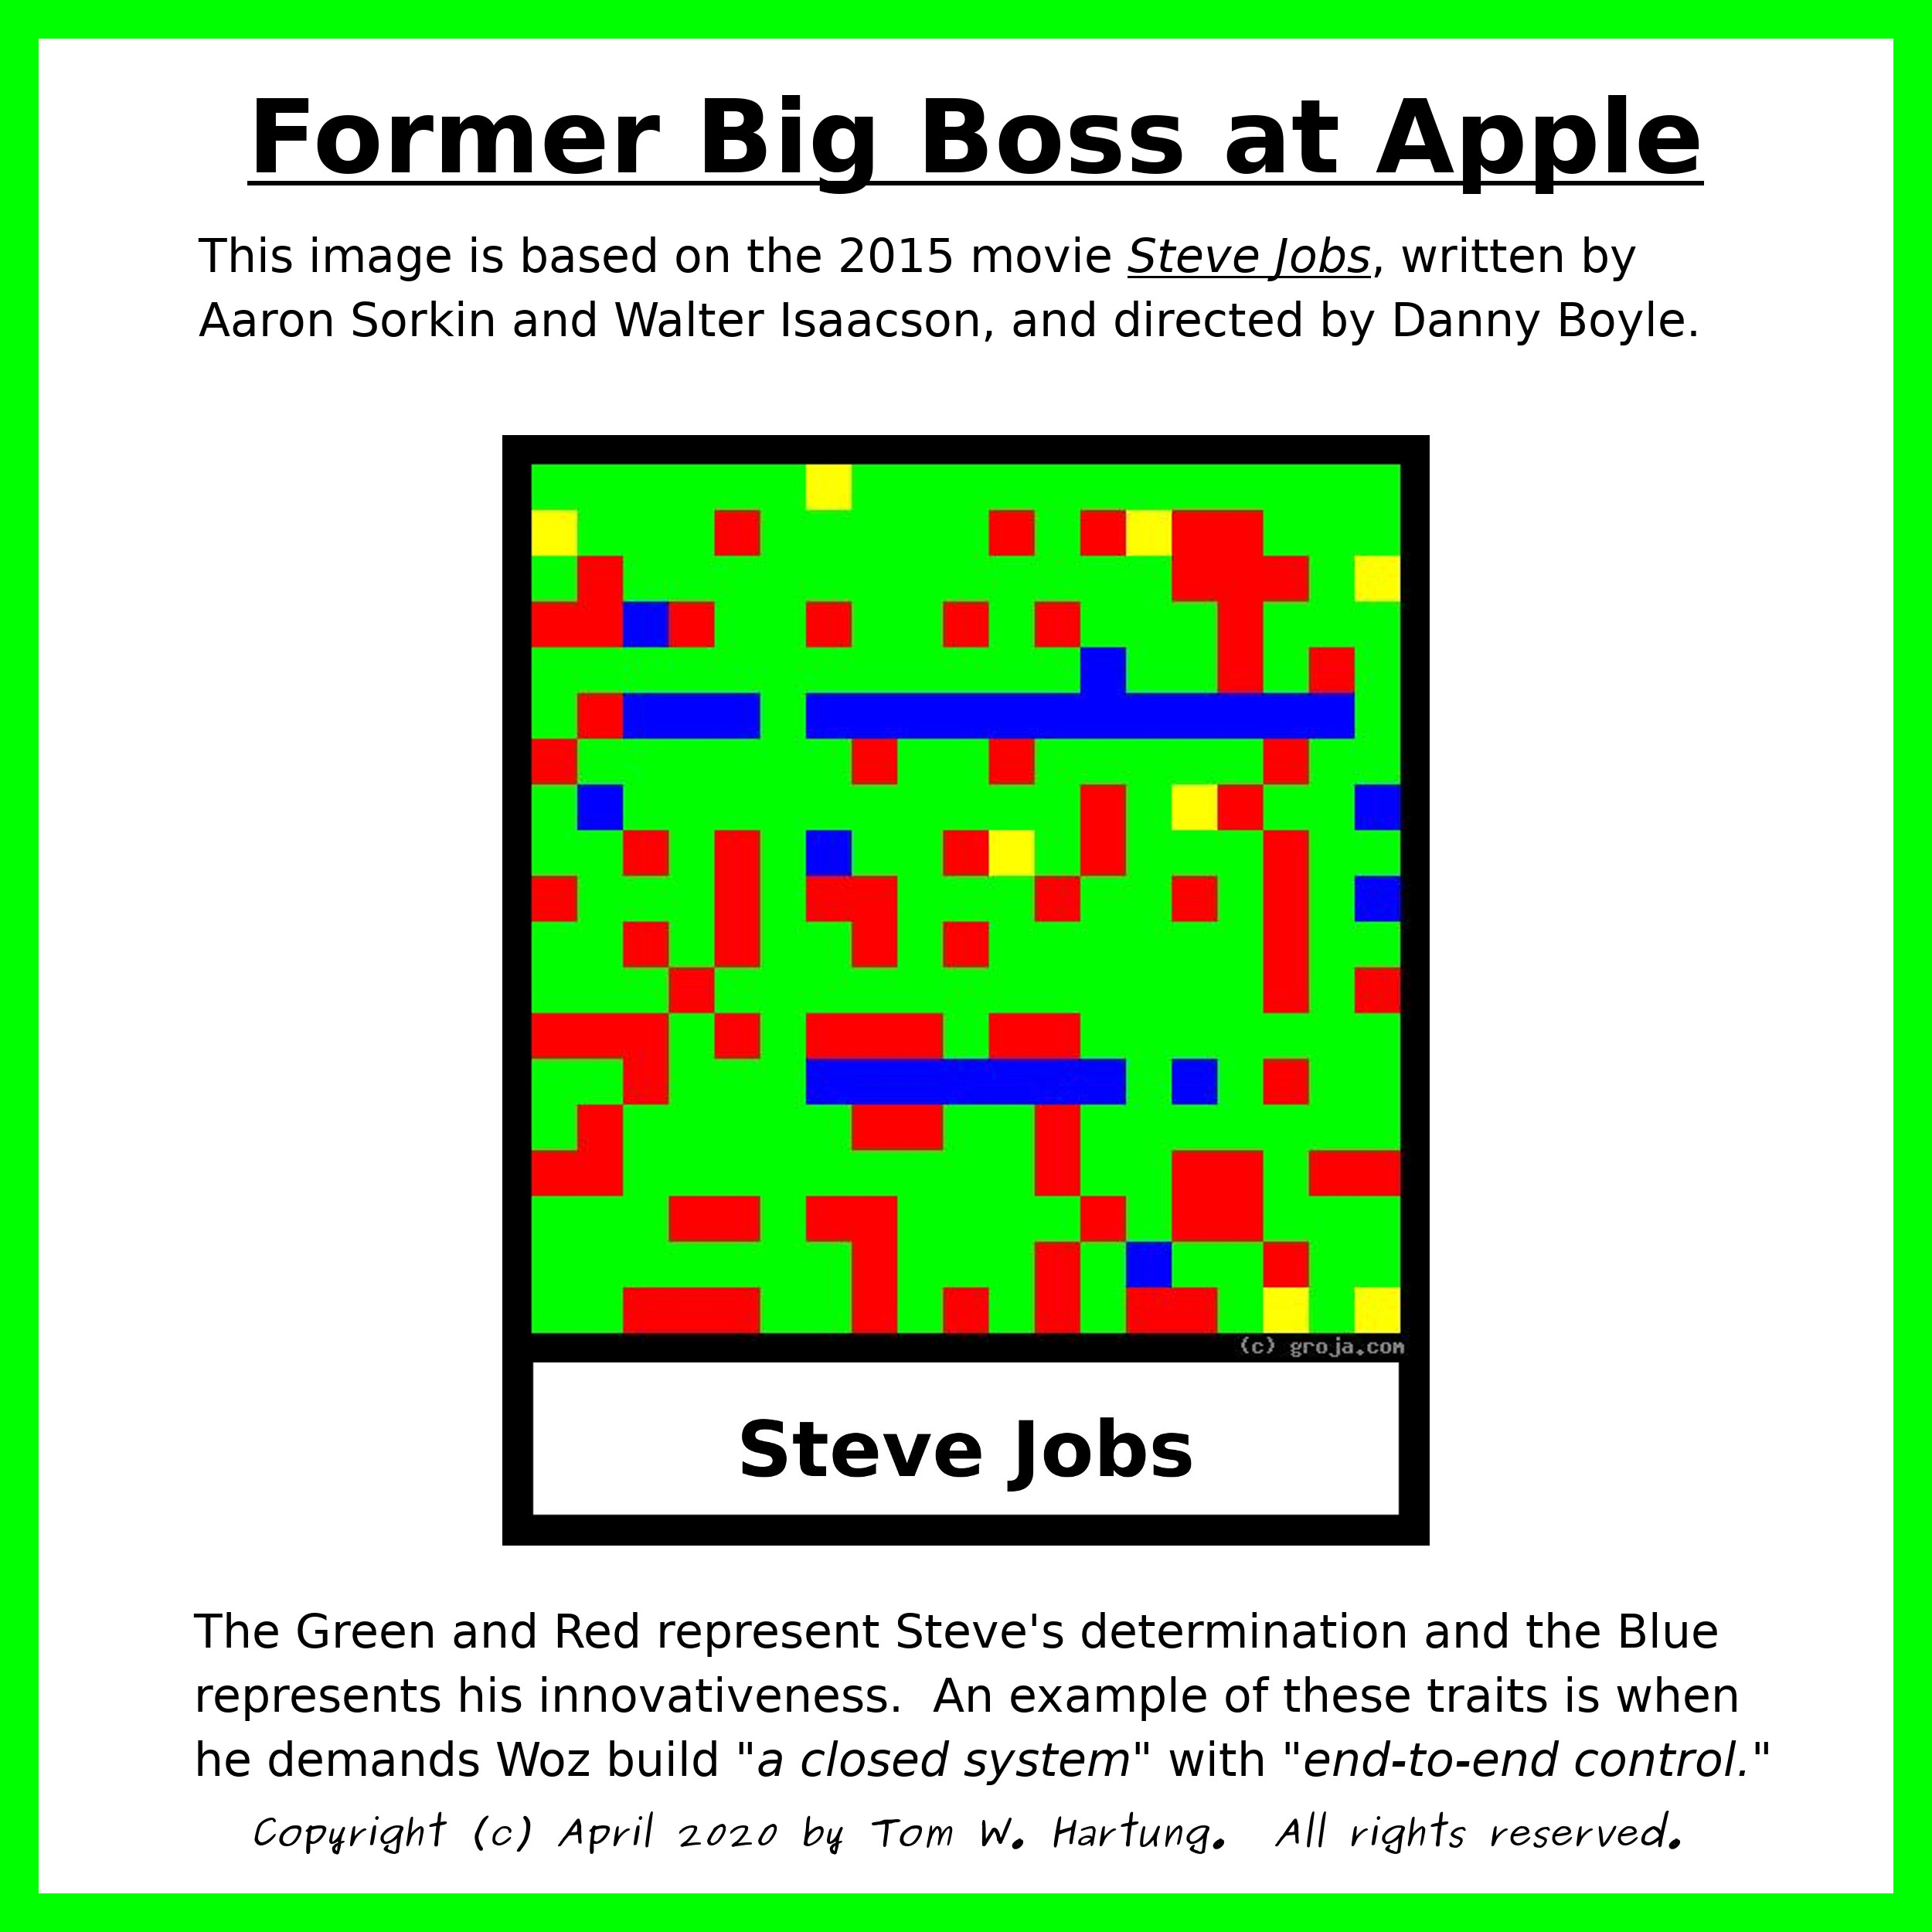 Former Big Boss at Apple
This image is based on the 2015 movie Steve Jobs, written by
Aaron Sorkin and Walter Isaacson, and directed by Danny Boyle.
(c) groja.com
Steve Jobs
The Green and Red represent Steve's determination and the Blue
represents his innovativeness.  An example of these traits is when
he demands Woz build "a closed system" with "end-to-end control."
Copyright (c) April 2020 by Tom W. Hartung.  All rights reserved.